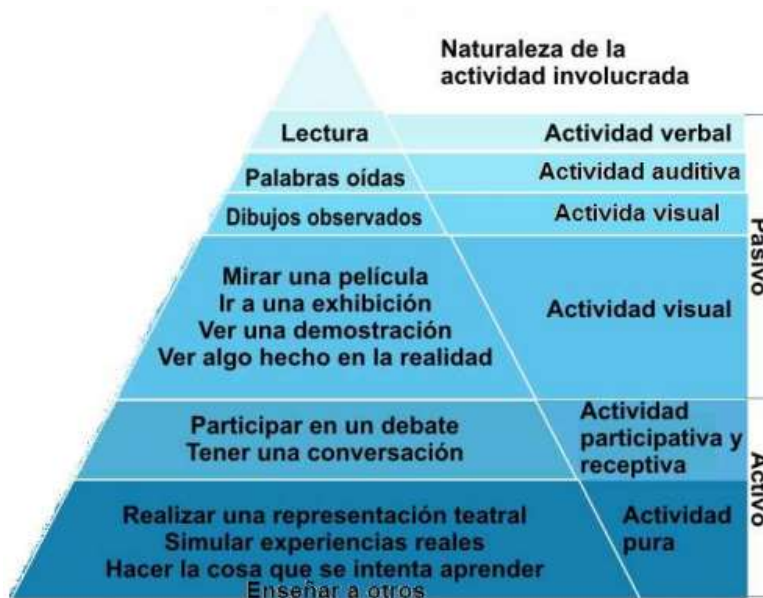 Naturaleza de la
actividad involucrada
Lectura
Actividad verbal
Palabras oídas
Actividad auditiva
Dibujos observados
Activida visual
Mirar una película
Ir a una exhibición
Ver una demostración
Ver algo hecho en la realidad
Actividad visual
Pasivo
Participar en un debate
Tener una conversación
Actividad
participativa y
receptiva
Realizar una representación teatral
Simular experiencias reales
Hacer la cosa que se intenta aprender
Enseñar a otros
Actividad
pura
Activo